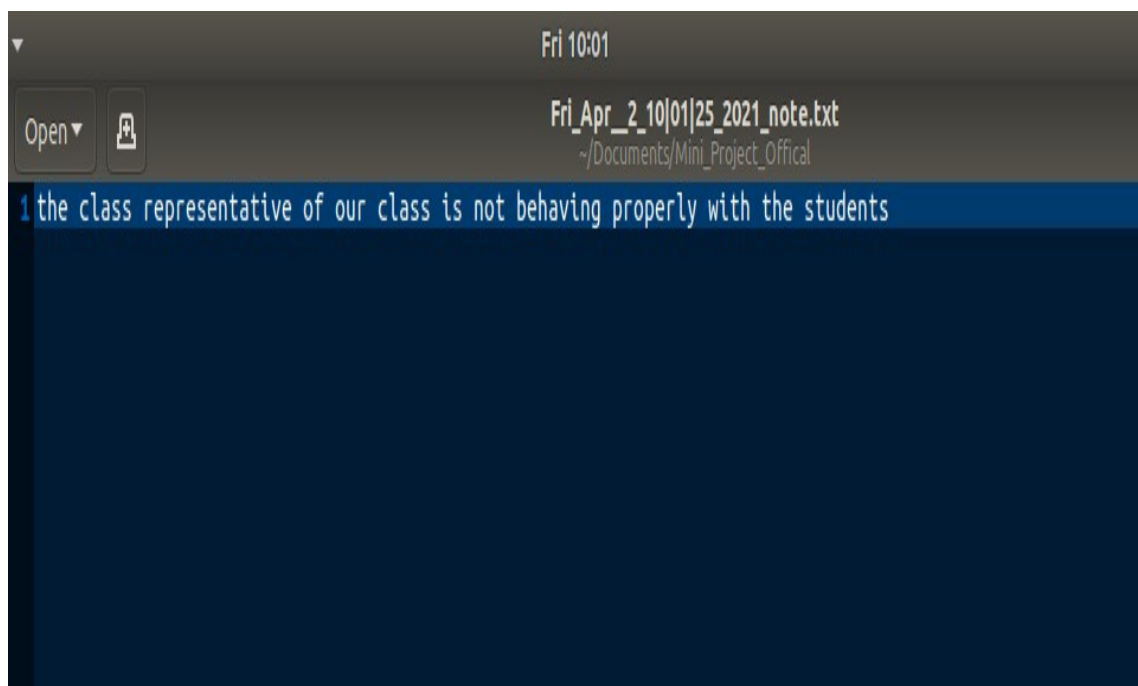 Fri 10:01
Open
Fri_Apr__2_10|01|25_2021_note.txt
~/Documents/Mini_Project_Offical
1 the class representative of our class is not behaving properly with the students